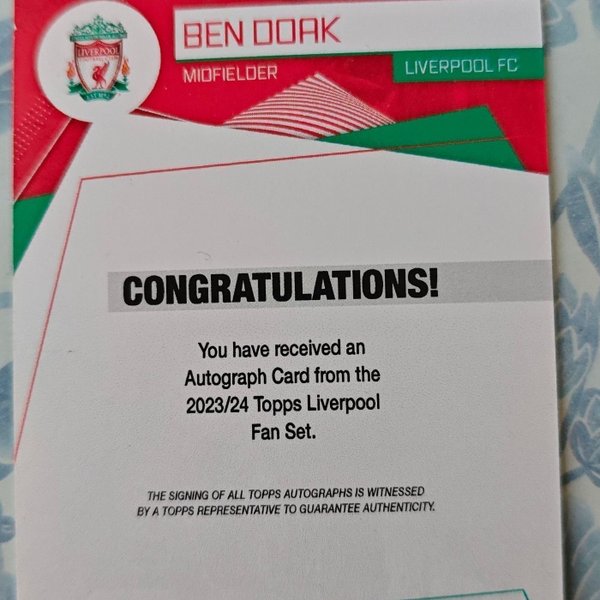 BEN DOAK
MIDFIELDER
LIVERPOOL FC
LIVERPOOL
CONGRATULATIONS!
You have received an
Autograph Card from the
2023/24 Topps Liverpool
Fan Set.
THE SIGNING OF ALL TOPPS AUTOGRAPHS IS WITNESSED
BY A TOPPS REPRESENTATIVE TO GUARANTEE AUTHENTICITY.